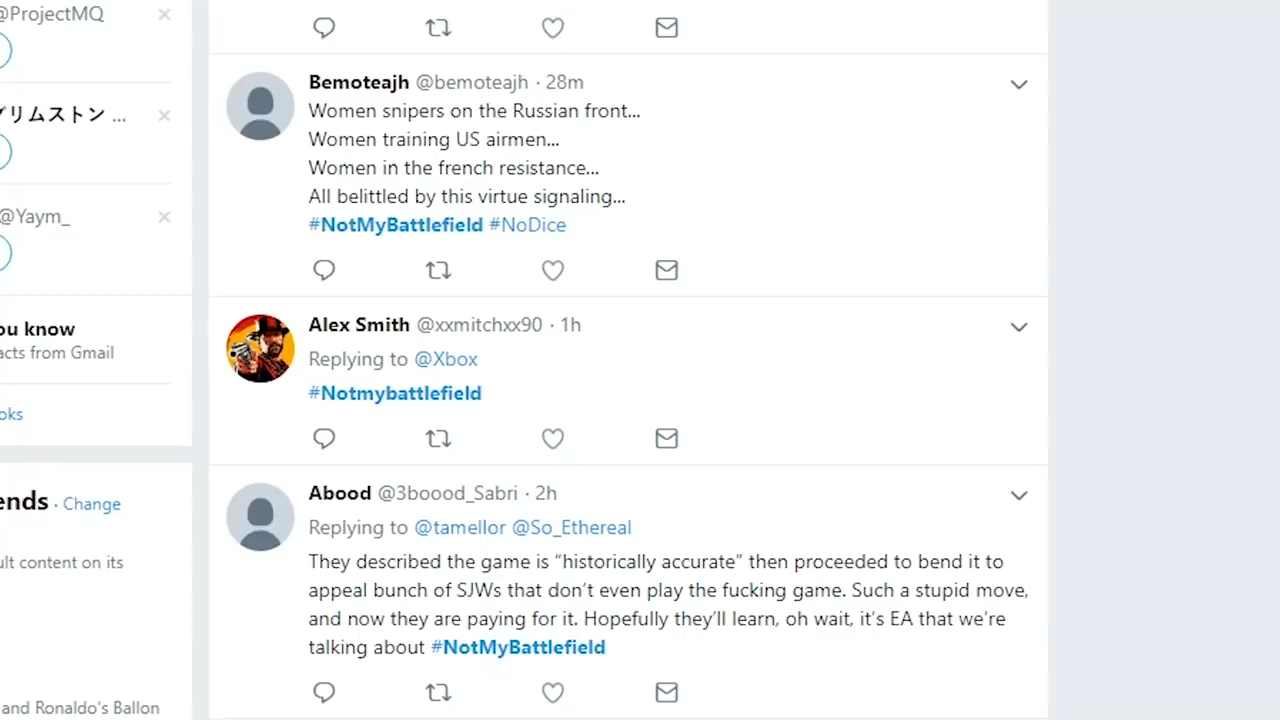 @ProjectMQ
グリムストン ...
@Yaym_
ou know
acts from Gmail
oks
ends · Change
ult content on its
and Ronaldo's Ballon
Bemoteajh @bemoteajh · 28m
Women snipers on the Russian front...
Women training US airmen...
Women in the french resistance...
All belittled by this virtue signaling...
#NotMyBattlefield #NoDice
Alex Smith @xxmitchxx90 · 1h
Replying to @Xbox
#Notmybattlefield
Abood @3boood_Sabri · 2h
Replying to @tamellor @So_Ethereal
They described the game is “historically accurate” then proceeded to bend it to
appeal bunch of SJWs that don’t even play the fucking game. Such a stupid move,
and now they are paying for it. Hopefully they’ll learn, oh wait, it’s EA that we’re
talking about #NotMyBattlefield